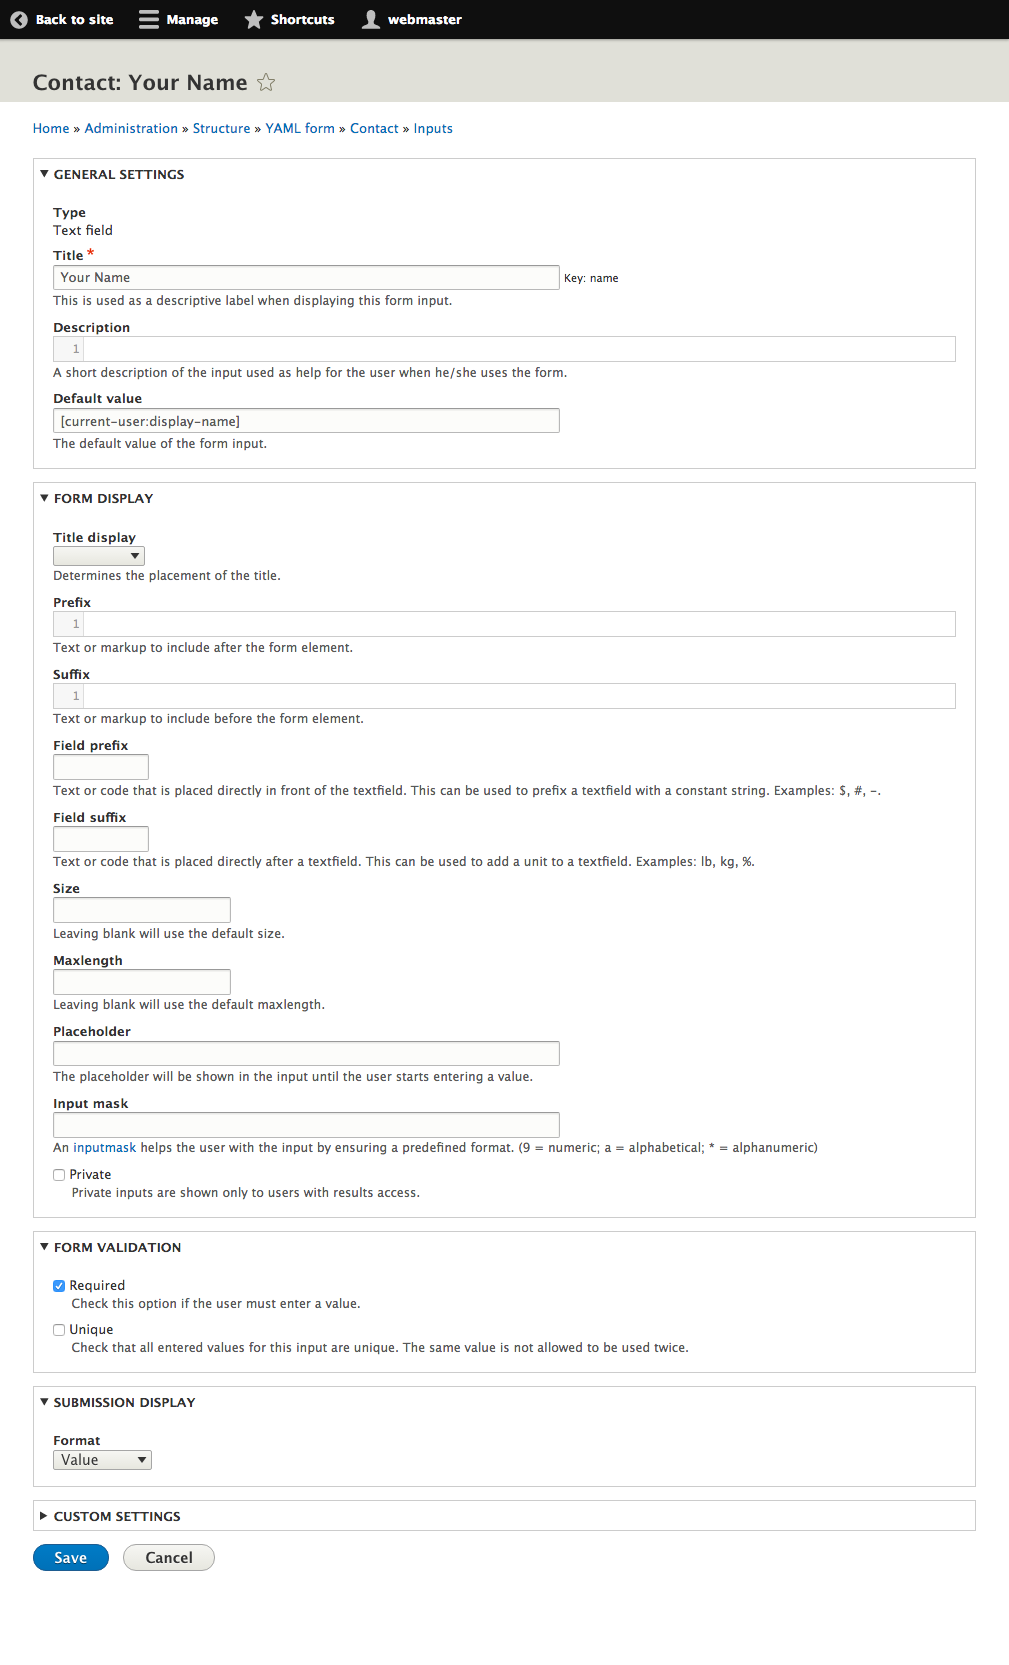 Back to site Manage Shortcuts webmaster
Contact: Your Name
Home » Administration » Structure » YAML form » Contact » Inputs
GENERAL SETTINGS
Type
Text field
Title *
Your Name Key: name
This is used as a descriptive label when displaying this form input.
Description
1
A short description of the input used as help for the user when he/she uses the form.
Default value
[current-user:display-name]
The default value of the form input.
FORM DISPLAY
Title display
Determines the placement of the title.
Prefix
1
Text or markup to include after the form element.
Suffix
1
Text or markup to include before the form element.
Field prefix
Text or code that is placed directly in front of the textfield. This can be used to prefix a textfield with a constant string. Examples: $, #, -.
Field suffix
Text or code that is placed directly after a textfield. This can be used to add a unit to a textfield. Examples: lb, kg, %.
Size
Leaving blank will use the default size.
Maxlength
Leaving blank will use the default maxlength.
Placeholder
The placeholder will be shown in the input until the user starts entering a value.
Input mask
An inputmask helps the user with the input by ensuring a predefined format. (9 = numeric; a = alphabetical; * = alphanumeric)
Private
Private inputs are shown only to users with results access.
FORM VALIDATION
Required
Check this option if the user must enter a value.
Unique
Check that all entered values for this input are unique. The same value is not allowed to be used twice.
SUBMISSION DISPLAY
Format
Value
CUSTOM SETTINGS
Save Cancel